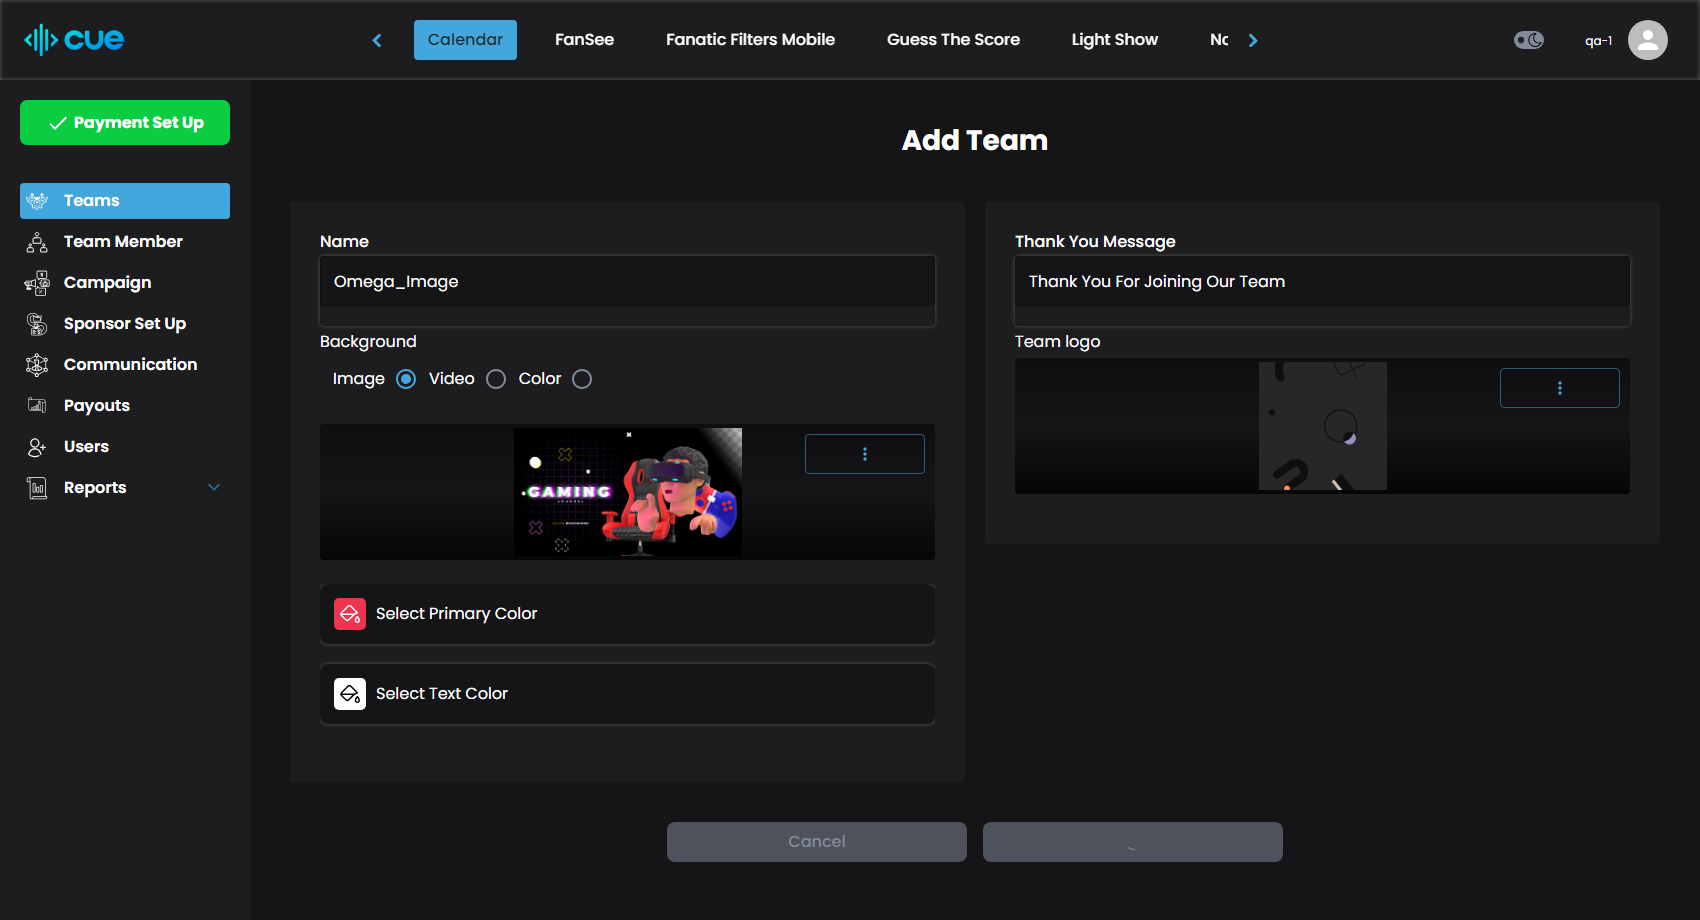 cue
Calendar
FanSee
Fanatic Filters Mobile
Guess The Score
Light Show
qa-1
Payment Set Up
Teams
Team Member
Campaign
Sponsor Set Up
Communication
Payouts
Users
Reports
Add Team
Name
Omega_Image
Background
Image
Video
Color
GAMING
CHANNEL
Select Primary Color
Select Text Color
Thank You Message
Thank You For Joining Our Team
Team logo
Cancel